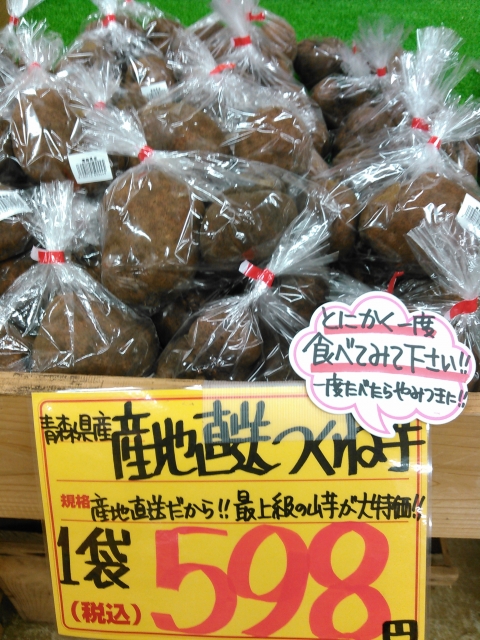 とにかく一度
食べてみて下さい!!
一度たべたらやみつきに!!
青森県産
産地直送つくね芋
規格 産地直送だから!! 最上級の山芋が大特価!!
1袋 598円
(税込)